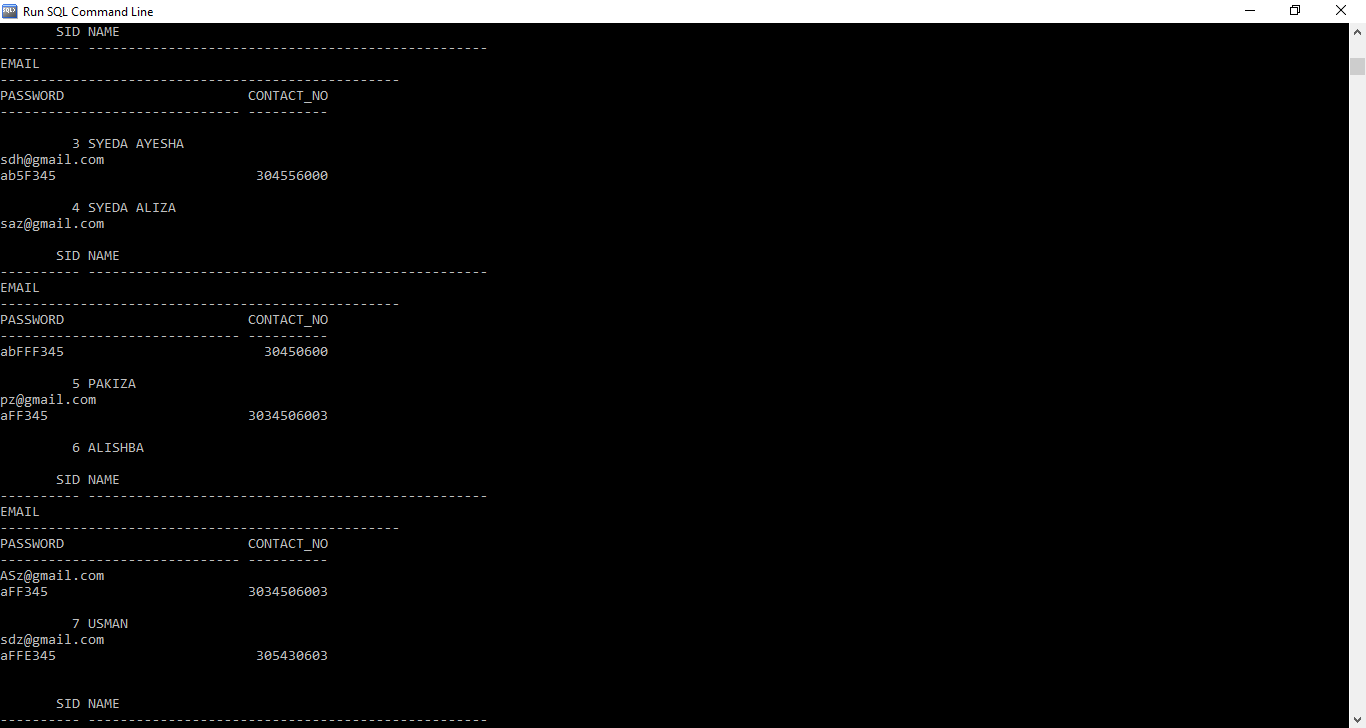 Run SQL Command Line
SID NAME
---------- --------------------------------------------------
EMAIL
--------------------------------------------------
PASSWORD CONTACT_NO
------------------------------ ----------
3 SYEDA AYESHA
sdh@gmail.com
ab5F345 304556000
4 SYEDA ALIZA
saz@gmail.com
SID NAME
---------- --------------------------------------------------
EMAIL
--------------------------------------------------
PASSWORD CONTACT_NO
------------------------------ ----------
abFFF345 30450600
5 PAKIZA
pz@gmail.com
aFF345 3034506003
6 ALISHBA
SID NAME
---------- --------------------------------------------------
EMAIL
--------------------------------------------------
PASSWORD CONTACT_NO
------------------------------ ----------
ASz@gmail.com
aFF345 3034506003
7 USMAN
sdz@gmail.com
aFFE345 305430603
SID NAME
---------- --------------------------------------------------